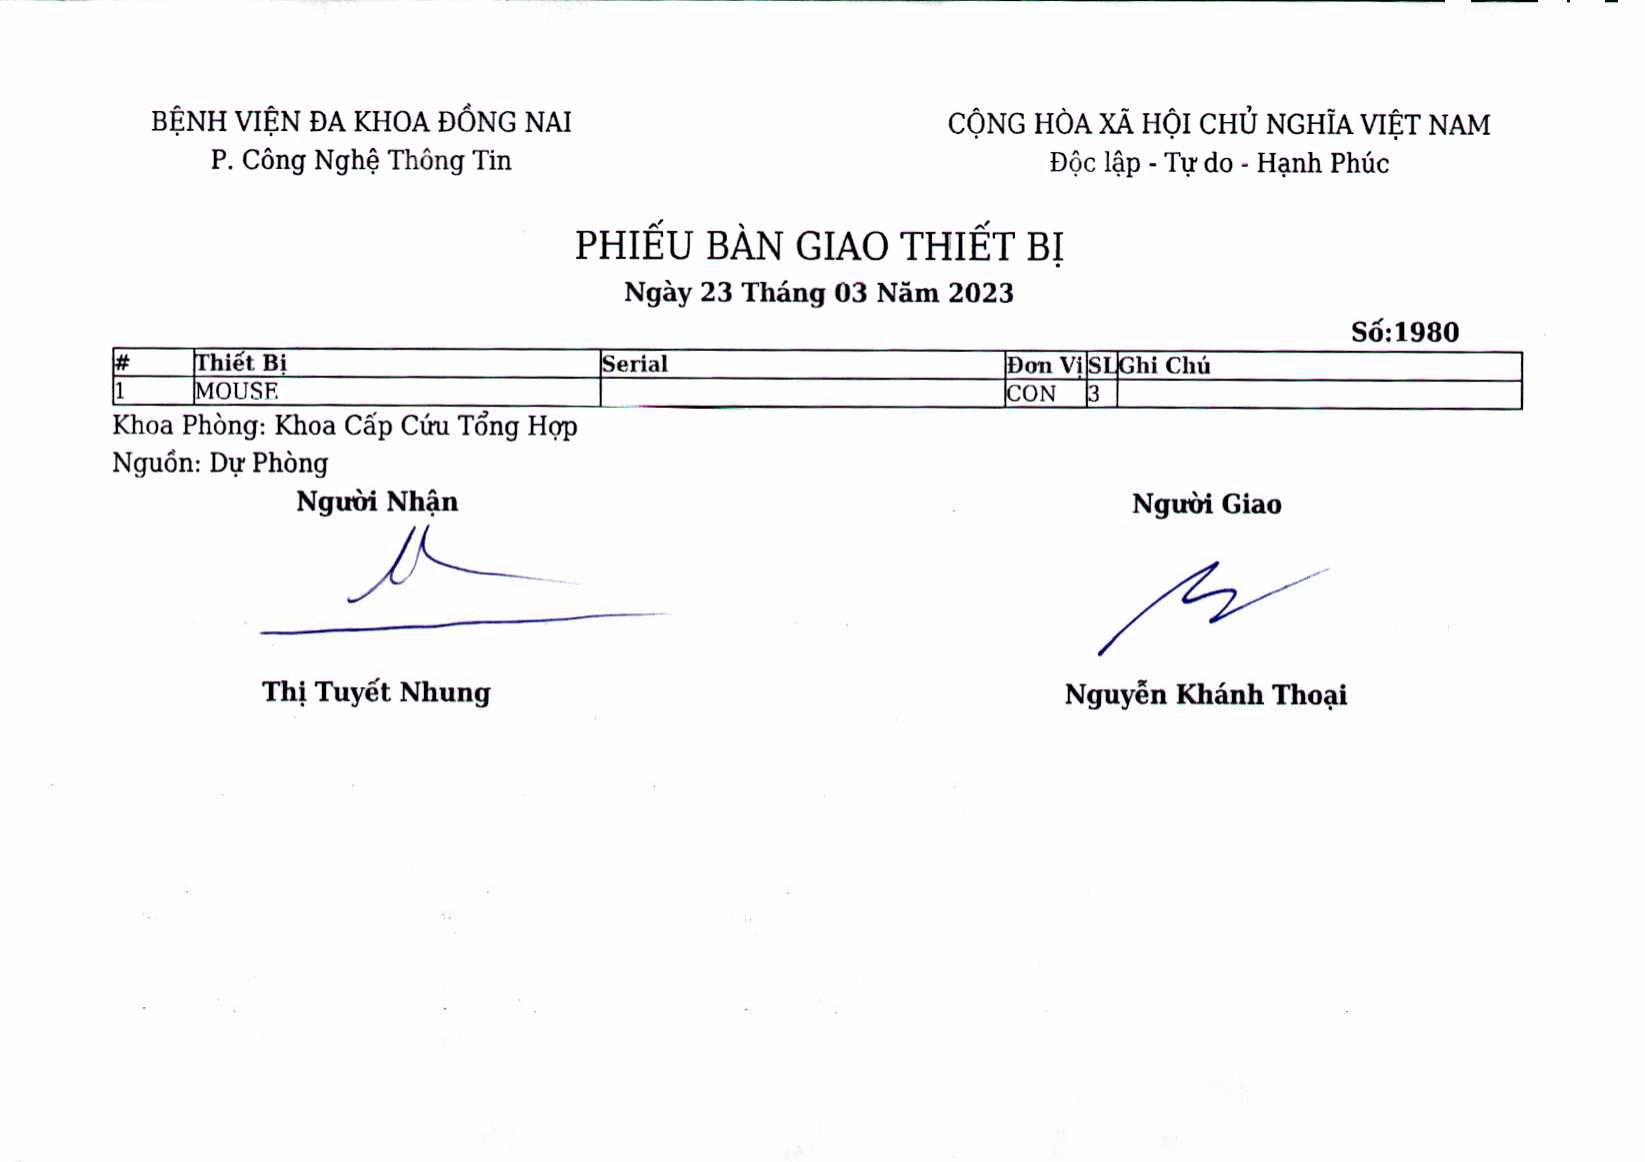 BỆNH VIỆN ĐA KHOA ĐỒNG NAI
P. Công Nghệ Thông Tin
CỘNG HÒA XÃ HỘI CHỦ NGHĨA VIỆT NAM
Độc lập - Tự do - Hạnh Phúc
PHIẾU BÀN GIAO THIẾT BỊ
Ngày 23 Tháng 03 Năm 2023
Số:1980
# Thiết Bị Serial Đơn Vị SL Ghi Chú
1 MOUSE CON 3
Khoa Phòng: Khoa Cấp Cứu Tổng Hợp
Nguồn: Dự Phòng
Người Nhận Người Giao
Thị Tuyết Nhung Nguyễn Khánh Thoại